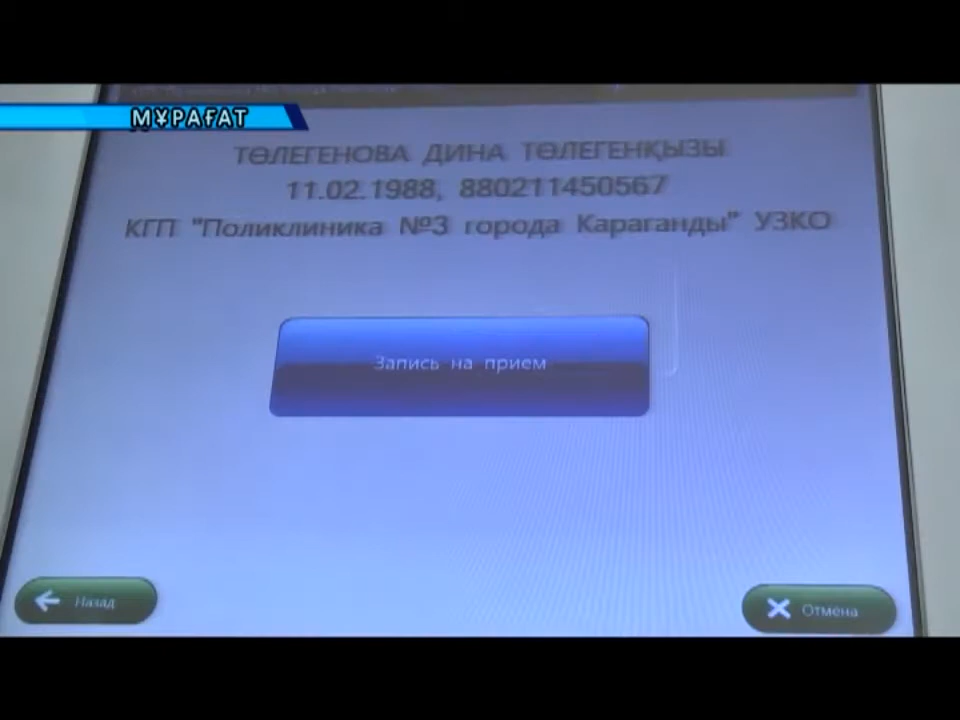 МҰРАҒАТ
ТӨЛЕГЕНОВА ДИНА ТӨЛЕГЕНҚЫЗЫ
11.02.1988, 880211450567
КГП "Поликлиника №3 города Караганды" УЗКО
Запись на прием
Назад
Отмена